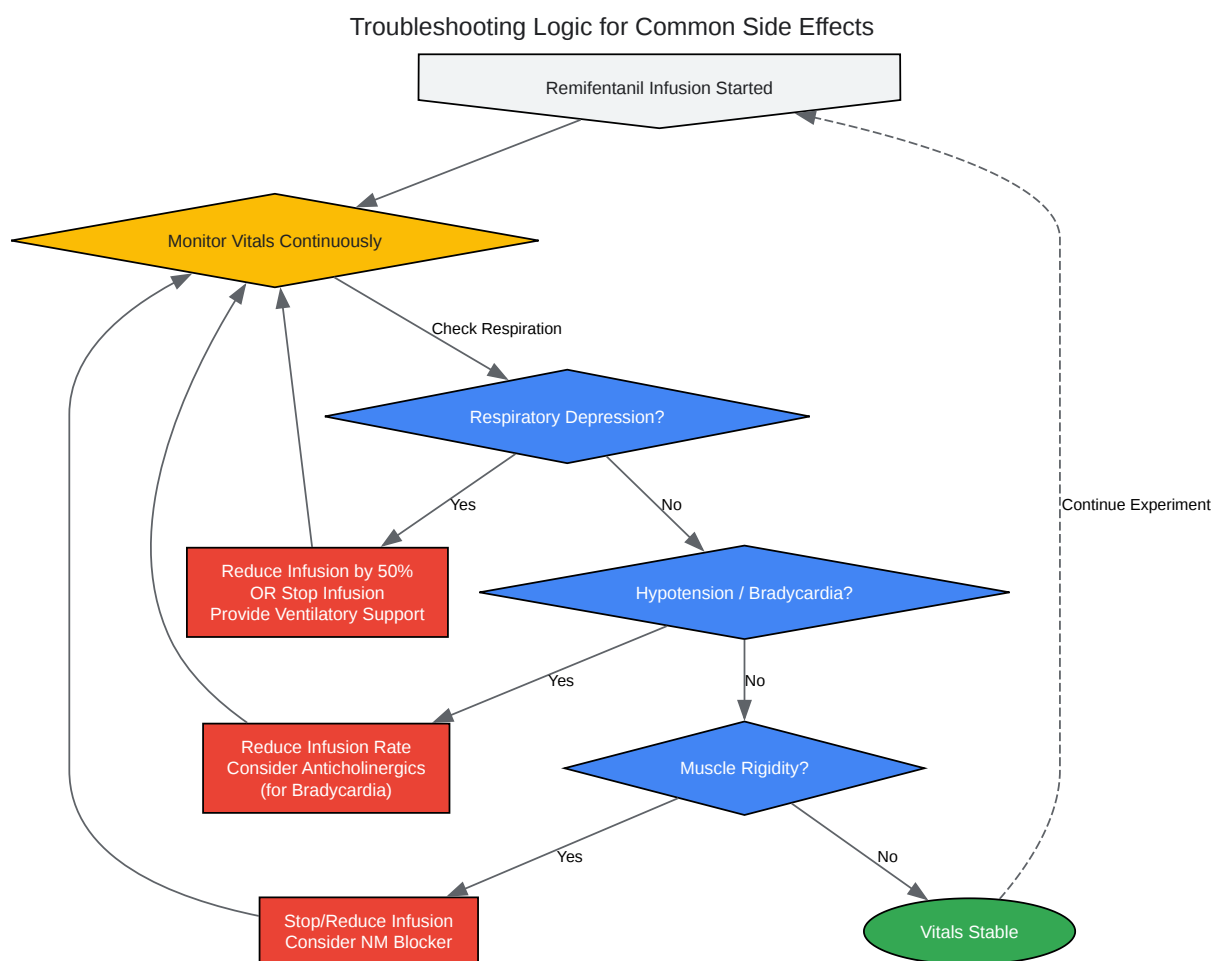 Troubleshooting Logic for Common Side Effects
Remifentanil Infusion Started
Monitor Vitals Continuously
Check Respiration
Respiratory Depression?
Yes
No
Continue Experiment
Reduce Infusion by 50%
OR Stop Infusion
Provide Ventilatory Support
Hypotension / Bradycardia?
Yes
No
Reduce Infusion Rate
Consider Anticholinergics
(for Bradycardia)
Muscle Rigidity?
Yes
No
Stop/Reduce Infusion
Consider NM Blocker
Vitals Stable